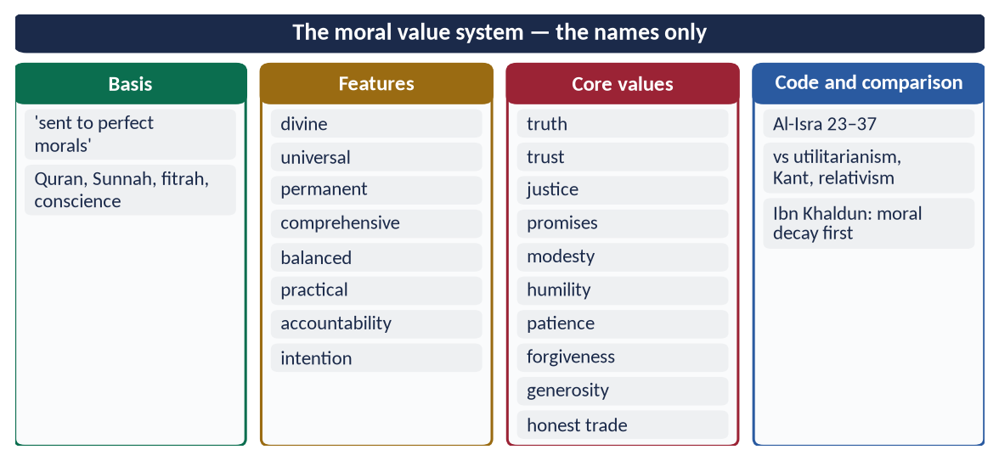 The moral value system — the names only
Basis
'sent to perfect
morals'
Quran, Sunnah, fitrah,
conscience
Features
divine
universal
permanent
comprehensive
balanced
practical
accountability
intention
Core values
truth
trust
justice
promises
modesty
humility
patience
forgiveness
generosity
honest trade
Code and comparison
Al-Isra 23–37
vs utilitarianism,
Kant, relativism
Ibn Khaldun: moral
decay first